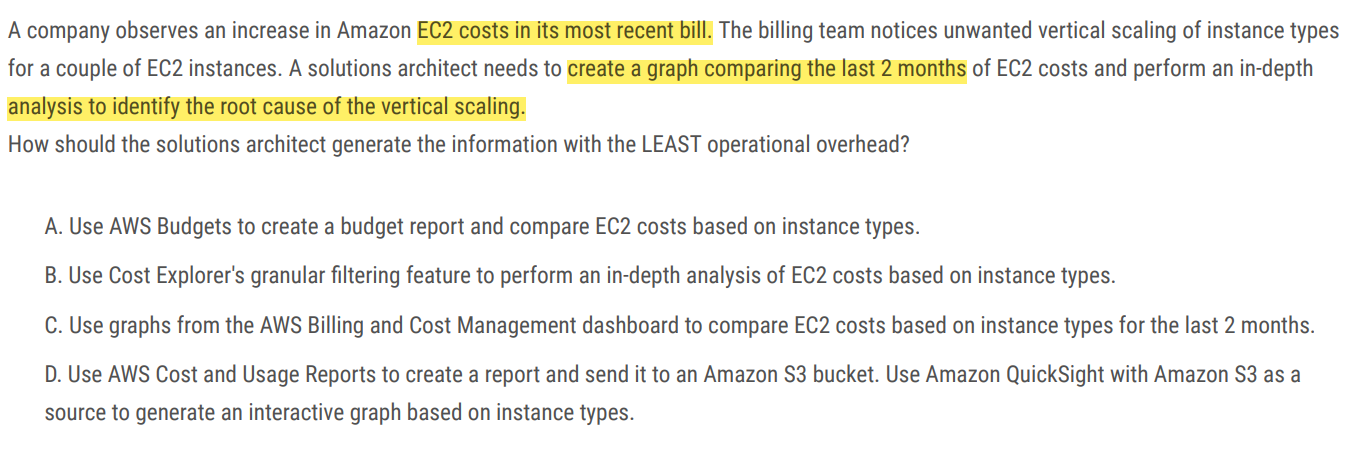 A company observes an increase in Amazon EC2 costs in its most recent bill. The billing team notices unwanted vertical scaling of instance types
for a couple of EC2 instances. A solutions architect needs to create a graph comparing the last 2 months of EC2 costs and perform an in-depth
analysis to identify the root cause of the vertical scaling.
How should the solutions architect generate the information with the LEAST operational overhead?
A. Use AWS Budgets to create a budget report and compare EC2 costs based on instance types.
B. Use Cost Explorer's granular filtering feature to perform an in-depth analysis of EC2 costs based on instance types.
C. Use graphs from the AWS Billing and Cost Management dashboard to compare EC2 costs based on instance types for the last 2 months.
D. Use AWS Cost and Usage Reports to create a report and send it to an Amazon S3 bucket. Use Amazon QuickSight with Amazon S3 as a
source to generate an interactive graph based on instance types.